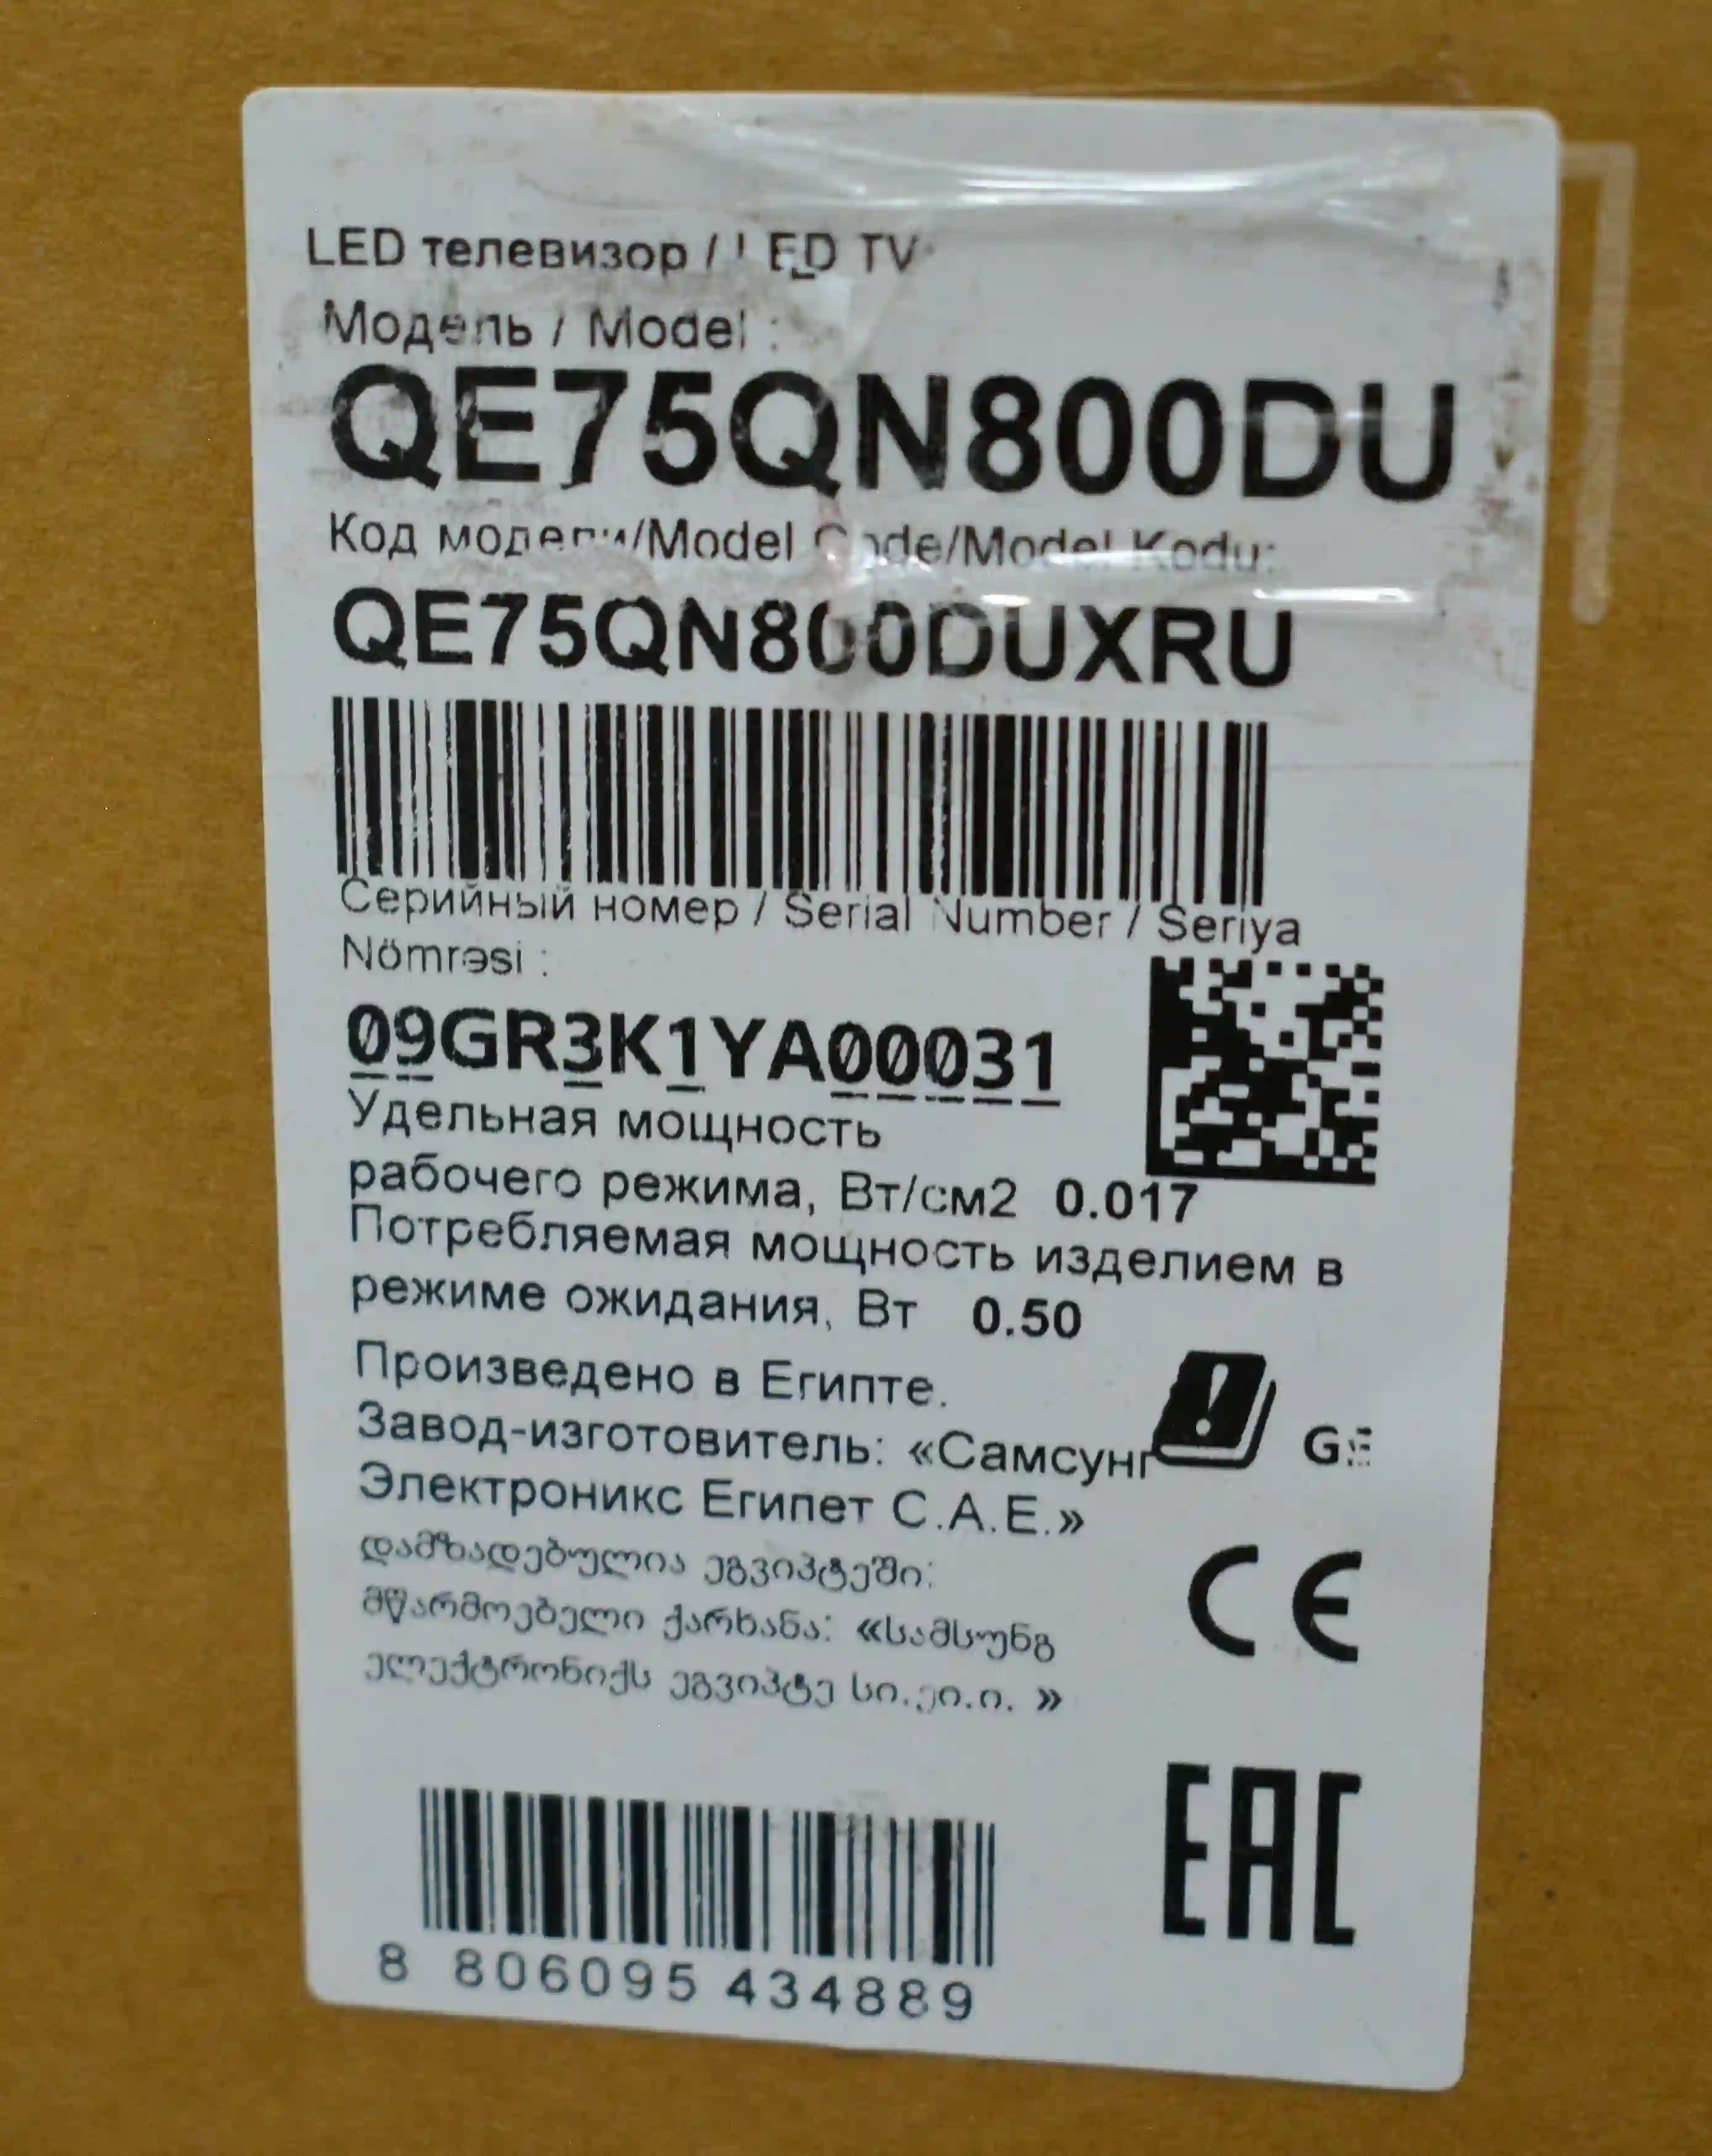 LED телевизор / LED TV
Модель / Model :
QE75QN800DU
Код модели/Model Code/Model Kodu:
QE75QN800DUXRU
Серийный номер / Serial Number / Seriya
Nömrəsi :
09GR3K1YA00031
Удельная мощность
рабочего режима, Вт/см2 0.017
Потребляемая мощность изделием в
режиме ожидания, Вт 0.50
Произведено в Египте.
Завод-изготовитель: «Самсунг
Электроникс Египет С.А.Е.»
GE
დამზადებულია ეგვიპტეში:
მწარმოებელი ქარხანა: «სამსუნგ
ელექტრონიქს ეგვიპტე სი.ეი.ი. »
CE
EAC
8 806095 434889